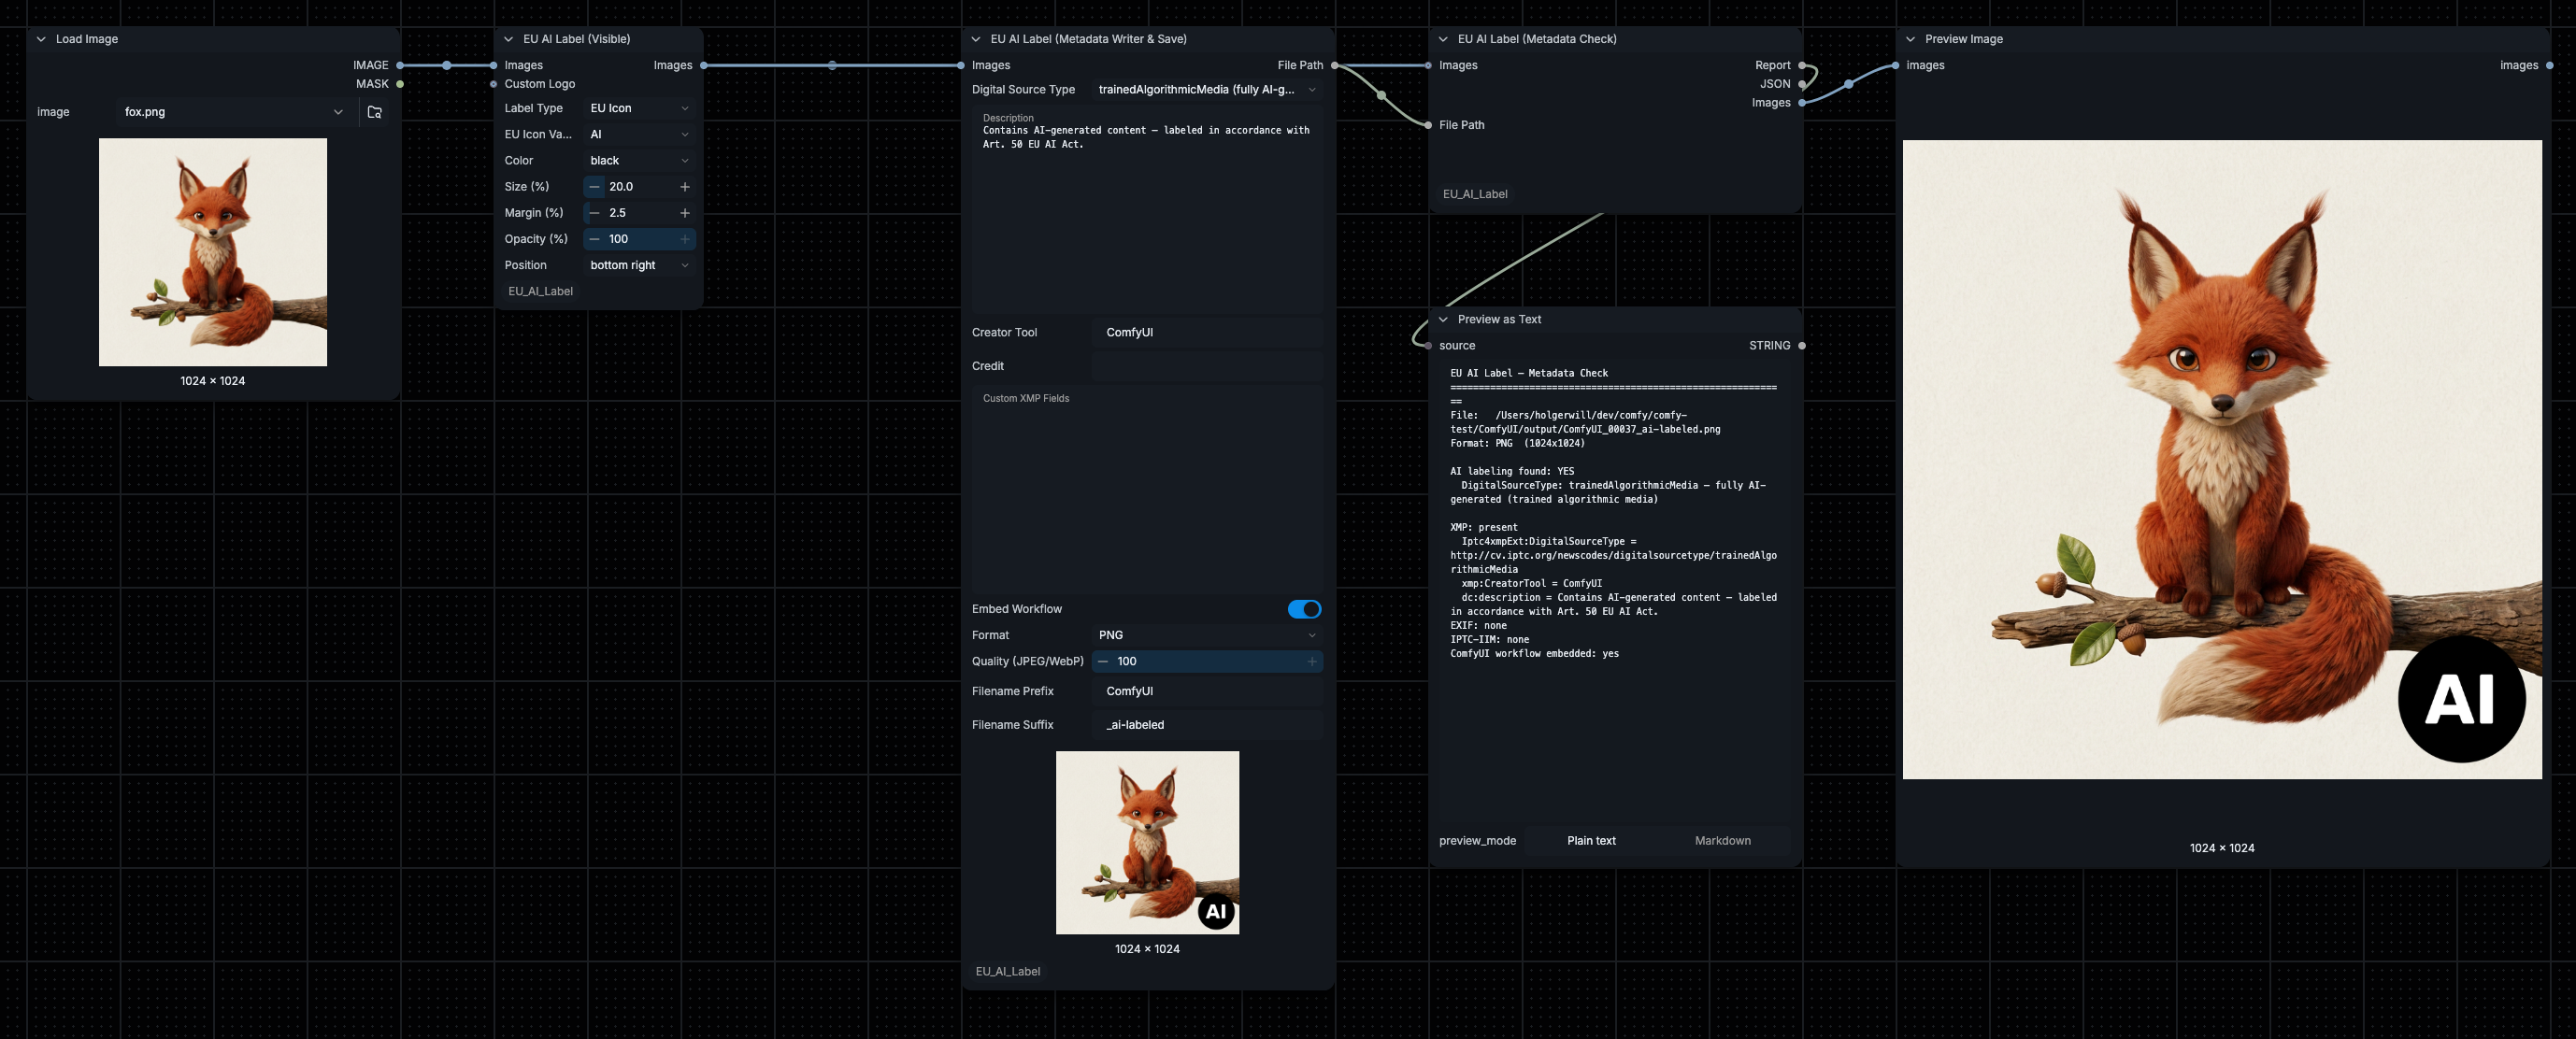 Load Image
IMAGE
MASK
image fox.png
1024 × 1024
EU AI Label (Visible)
Images Images
Custom Logo
Label Type EU Icon
EU Icon Va... AI
Color black
Size (%) 20.0
Margin (%) 2.5
Opacity (%) 100
Position bottom right
EU_AI_Label
EU AI Label (Metadata Writer & Save)
Images File Path
Digital Source Type trainedAlgorithmicMedia (fully AI-g...
Description
Contains AI-generated content — labeled in accordance with
Art. 50 EU AI Act.
Creator Tool ComfyUI
Credit
Custom XMP Fields
Embed Workflow
Format PNG
Quality (JPEG/WebP) 100
Filename Prefix ComfyUI
Filename Suffix _ai-labeled
AI
1024 × 1024
EU_AI_Label
EU AI Label (Metadata Check)
Images Report
JSON
Images
File Path
EU_AI_Label
Preview as Text
source STRING
EU AI Label — Metadata Check
==========================================================
==
File:   /Users/holgerwill/dev/comfy/comfy-
test/ComfyUI/output/ComfyUI_00037_ai-labeled.png
Format: PNG  (1024x1024)
AI labeling found: YES
DigitalSourceType: trainedAlgorithmicMedia — fully AI-
generated (trained algorithmic media)
XMP: present
Iptc4xmpExt:DigitalSourceType =
http://cv.iptc.org/newscodes/digitalsourcetype/trainedAlgo
rithmicMedia
xmp:CreatorTool = ComfyUI
dc:description = Contains AI-generated content — labeled
in accordance with Art. 50 EU AI Act.
EXIF: none
IPTC-IIM: none
ComfyUI workflow embedded: yes
preview_mode Plain text Markdown
Preview Image
images images
AI
1024 × 1024